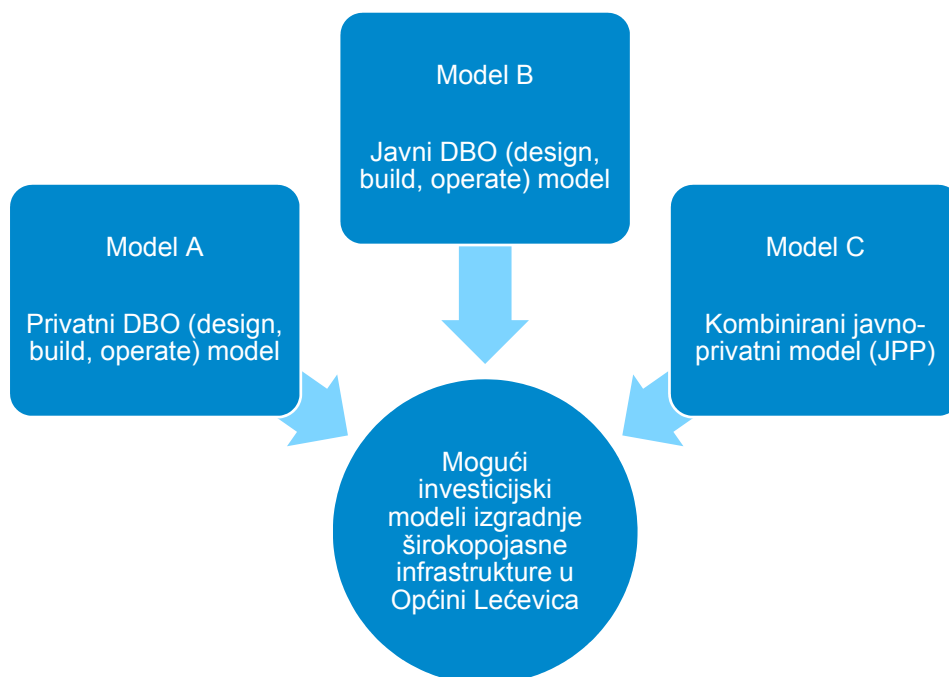 Model A
Privatni DBO (design,
build, operate) model
Model B
Javni DBO (design,
build, operate) model
Model C
Kombinirani javno-
privatni model (JPP)
Mogući
investicijski
modeli izgradnje
širokopojasne
infrastrukture u
Općini Lećevica